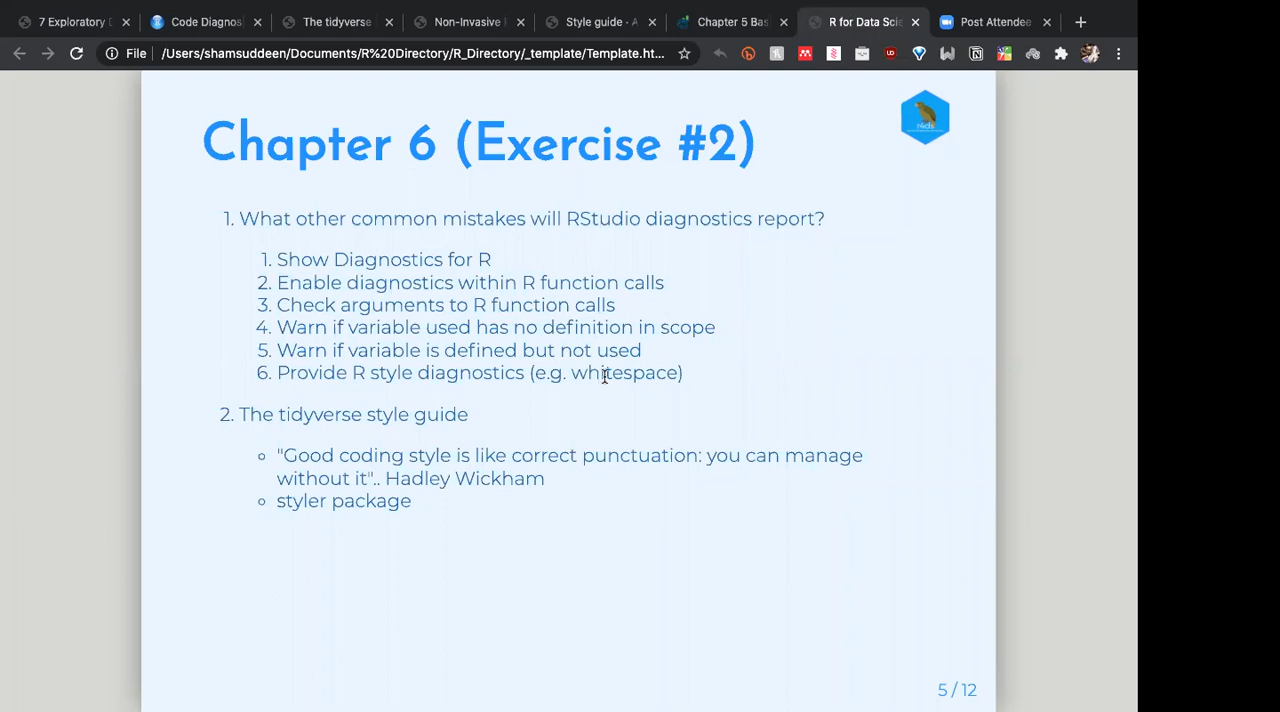 7 Exploratory D
Code Diagnos
The tidyverse
Non-Invasive
Style guide · A
Chapter 5 Bas
R for Data Scie
Post Attendee
File
/Users/shamsuddeen/Documents/R%20Directory/R_Directory/_template/Template.ht...
Chapter 6 (Exercise #2)
1. What other common mistakes will RStudio diagnostics report?
1. Show Diagnostics for R
2. Enable diagnostics within R function calls
3. Check arguments to R function calls
4. Warn if variable used has no definition in scope
5. Warn if variable is defined but not used
6. Provide R style diagnostics (e.g. whitespace)
2. The tidyverse style guide
"Good coding style is like correct punctuation: you can manage
without it".. Hadley Wickham
styler package
5 / 12